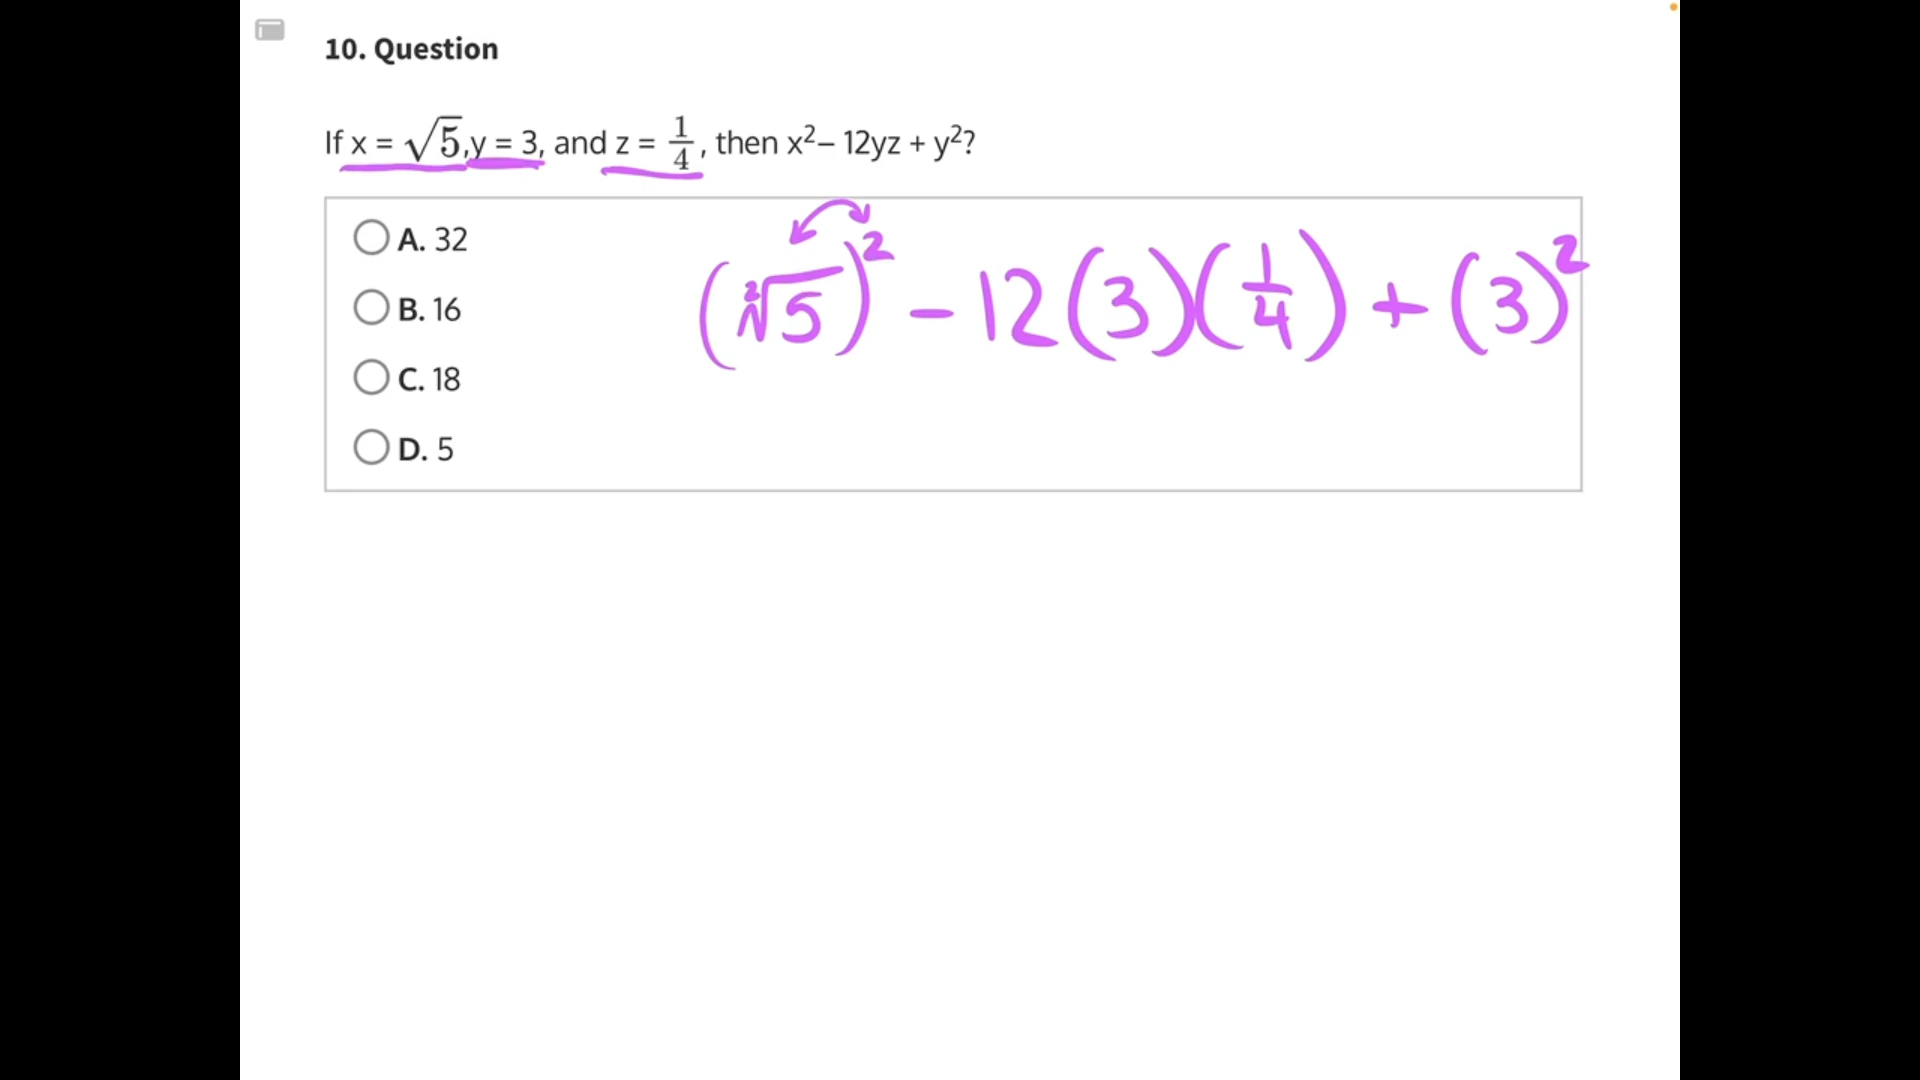 10. Question
If x = √5, y = 3, and z = 1/4, then x² – 12yz + y²?
A. 32
B. 16
C. 18
D. 5
(²√5)² – 12(3)(1/4) + (3)²